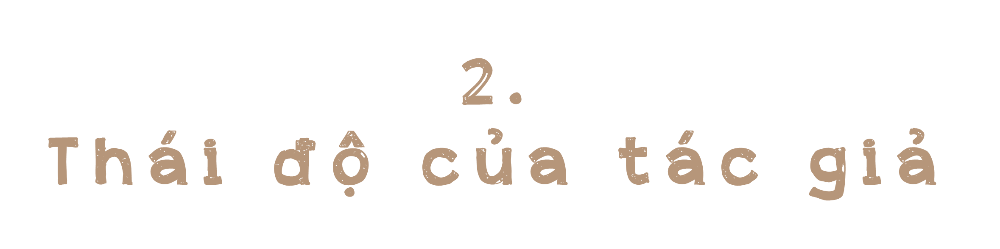 2.
Thái độ của tác giả